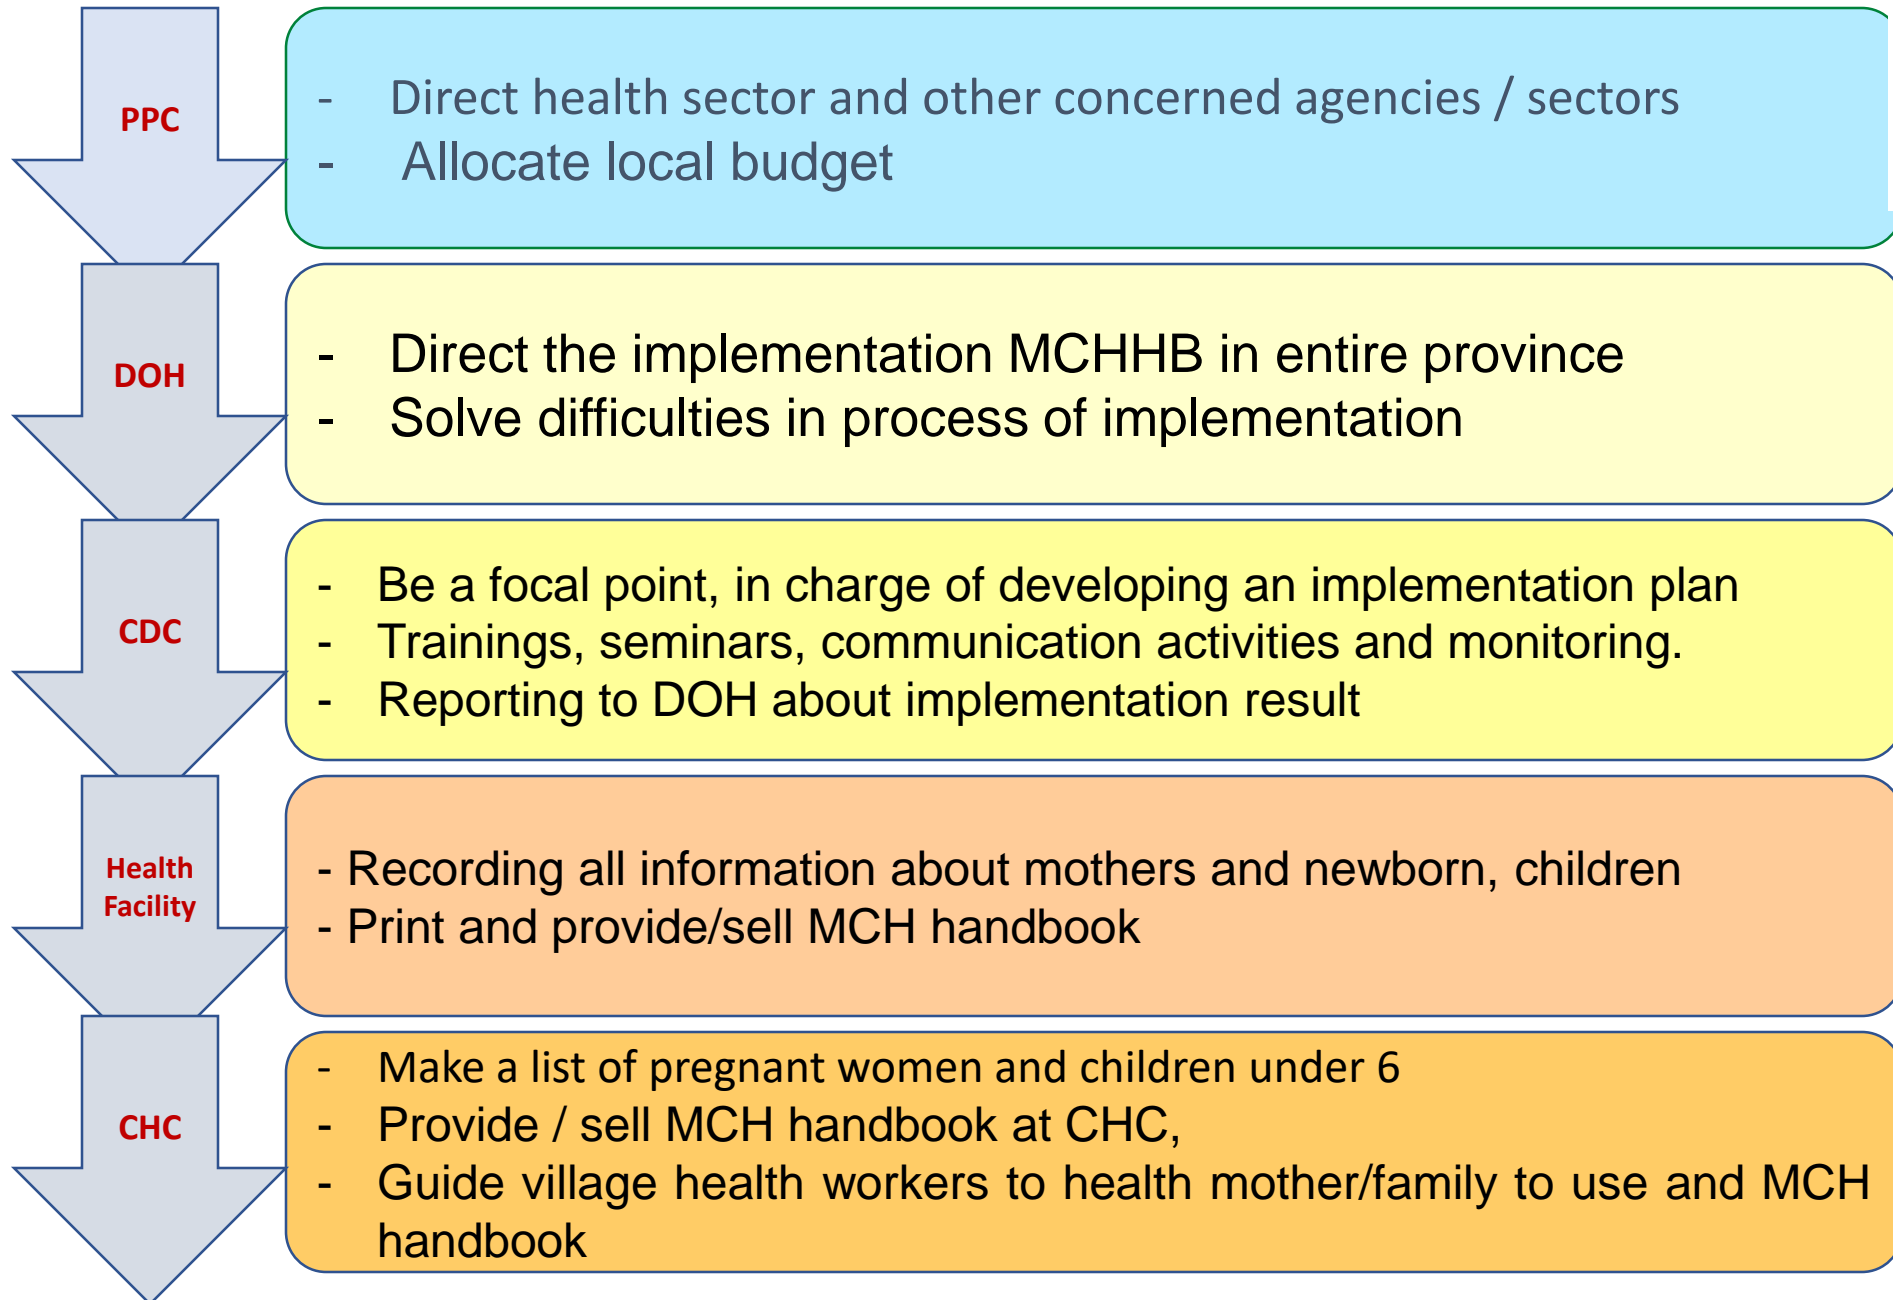 PPC
- Direct health sector and other concerned agencies / sectors
- Allocate local budget
DOH
- Direct the implementation MCHHB in entire province
- Solve difficulties in process of implementation
CDC
- Be a focal point, in charge of developing an implementation plan
- Trainings, seminars, communication activities and monitoring.
- Reporting to DOH about implementation result
Health
Facility
- Recording all information about mothers and newborn, children
- Print and provide/sell MCH handbook
CHC
- Make a list of pregnant women and children under 6
- Provide / sell MCH handbook at CHC,
- Guide village health workers to health mother/family to use and MCH
handbook